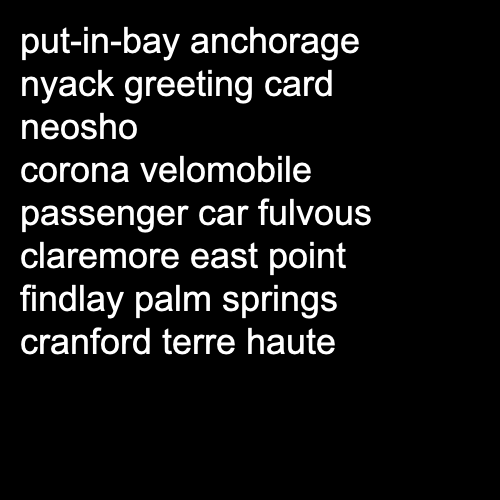 put-in-bay anchorage
nyack greeting card
neosho
corona velomobile
passenger car fulvous
claremore east point
findlay palm springs
cranford terre haute